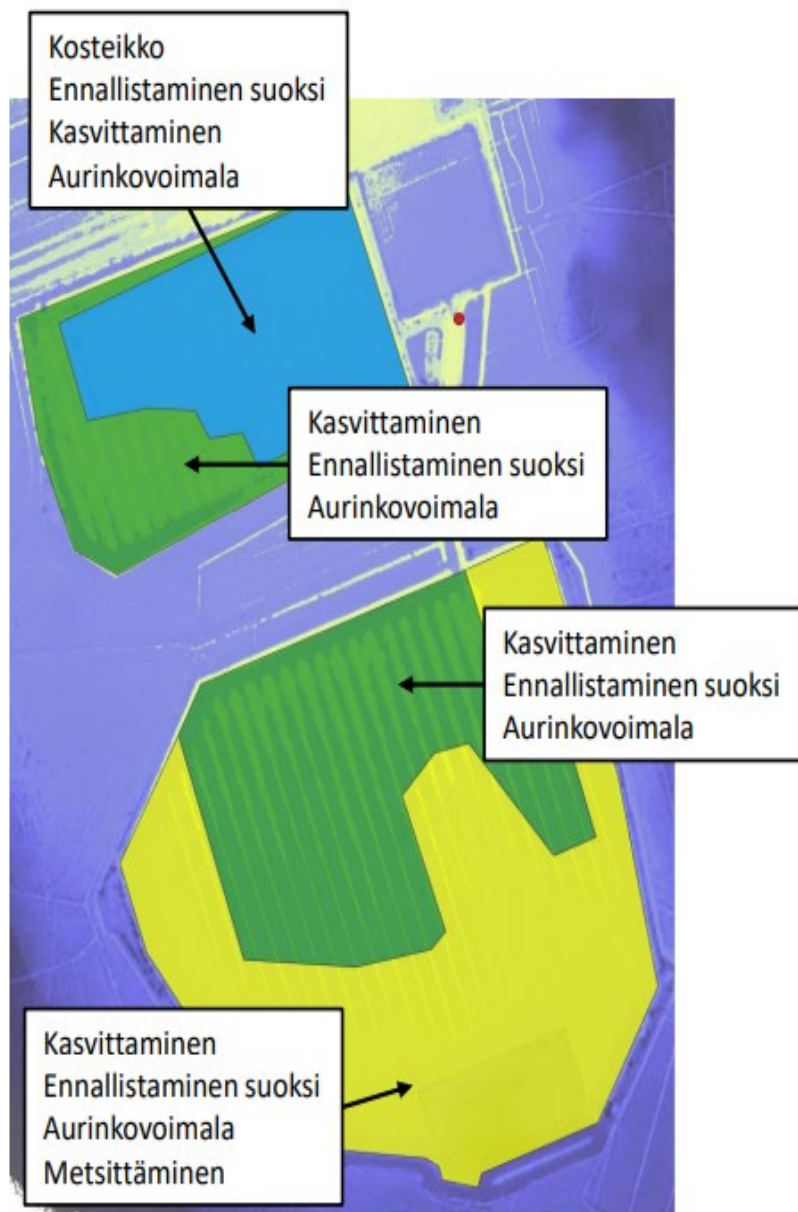 Kosteikko
Ennallistaminen suoksi
Kasvittaminen
Aurinkovoimala
Kasvittaminen
Ennallistaminen suoksi
Aurinkovoimala
Kasvittaminen
Ennallistaminen suoksi
Aurinkovoimala
Kasvittaminen
Ennallistaminen suoksi
Aurinkovoimala
Metsittäminen